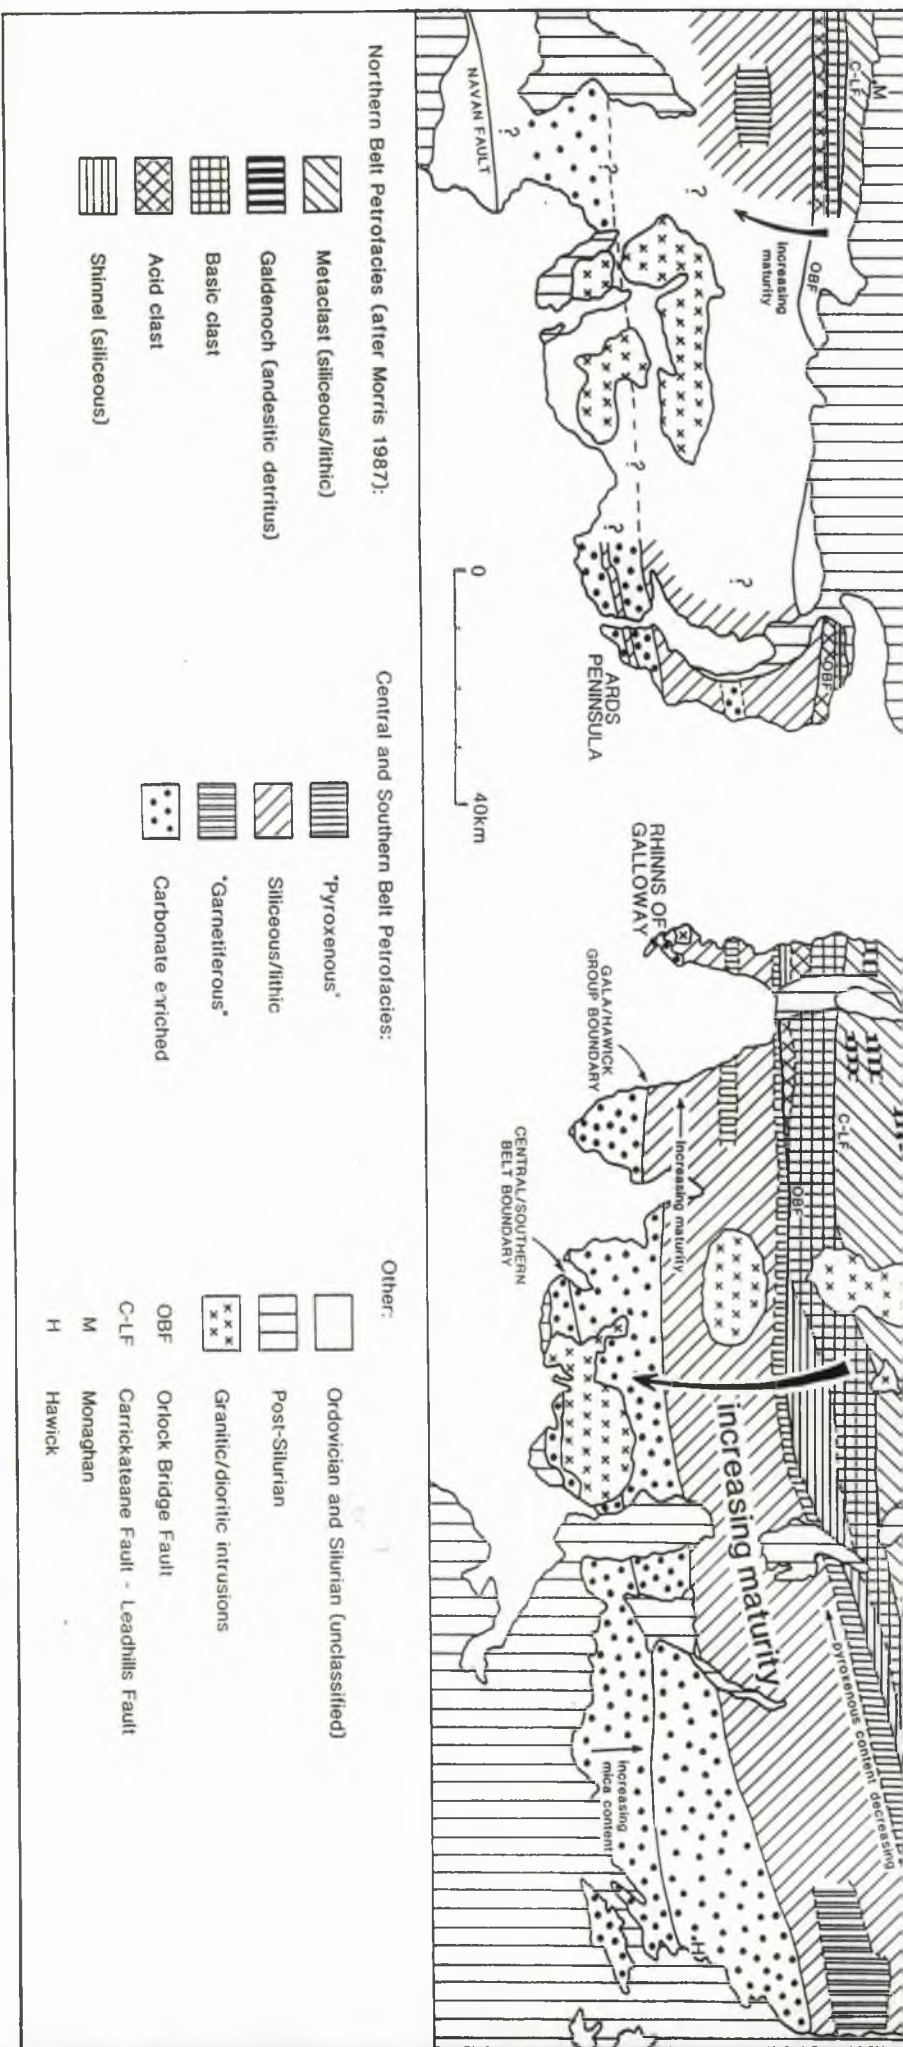 M
C-LF
OBF
increasing
maturity
?
?
?
?
?
?
NAVAN FAULT
OBF
ARDS
PENINSULA
0
40km
RHINNS OF
GALLOWAY
GALA/HAWICK
GROUP BOUNDARY
CENTRAL/SOUTHERN
BELT BOUNDARY
C-LF
OBF
increasing maturity
increasing maturity
pyroxenous content decreasing
increasing
mica content
H
Northern Belt Petrofacies (after Morris 1987):
Metaclast (siliceous/lithic)
Galdenoch (andesitic detritus)
Basic clast
Acid clast
Shinnel (siliceous)
Central and Southern Belt Petrofacies:
"Pyroxenous"
Siliceous/lithic
"Garnetiferous"
Carbonate enriched
Other:
Ordovician and Silurian (unclassified)
Post-Silurian
Granitic/dioritic intrusions
OBF Orlock Bridge Fault
C-LF Carrickateane Fault - Leadhills Fault
M Monaghan
H Hawick